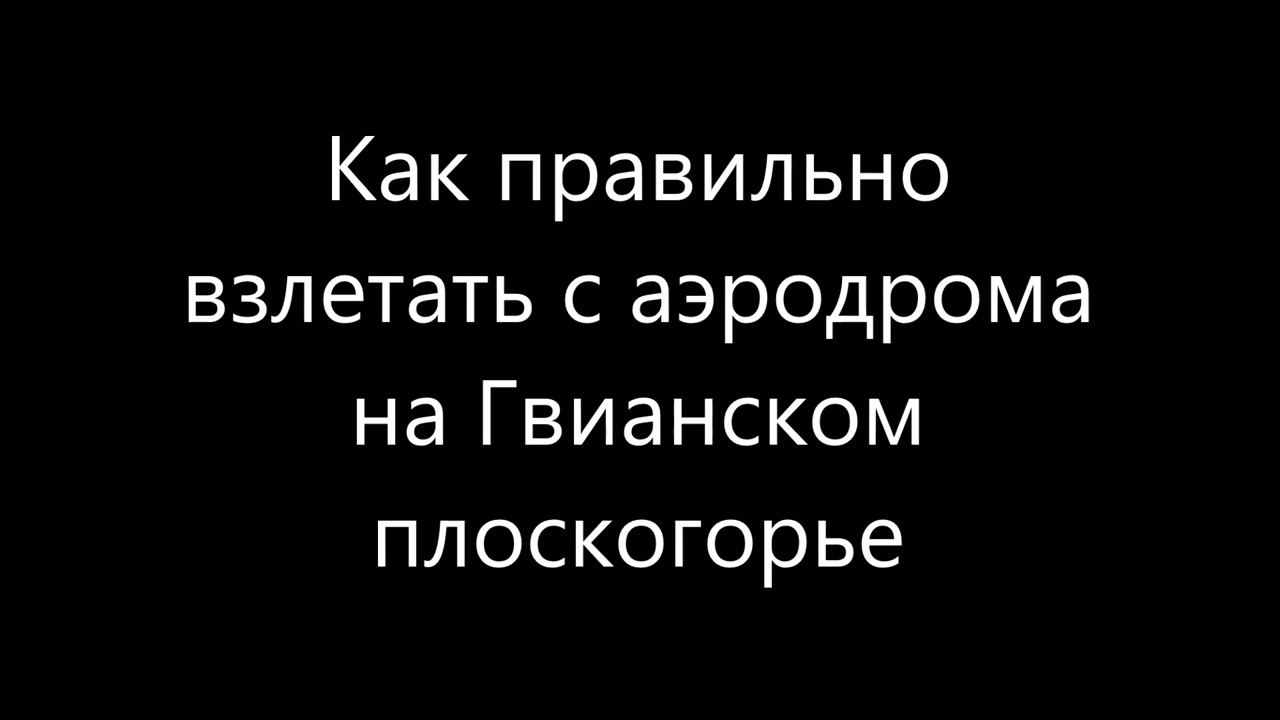 Как правильно
взлетать с аэродрома
на Гвианском
плоскогорье